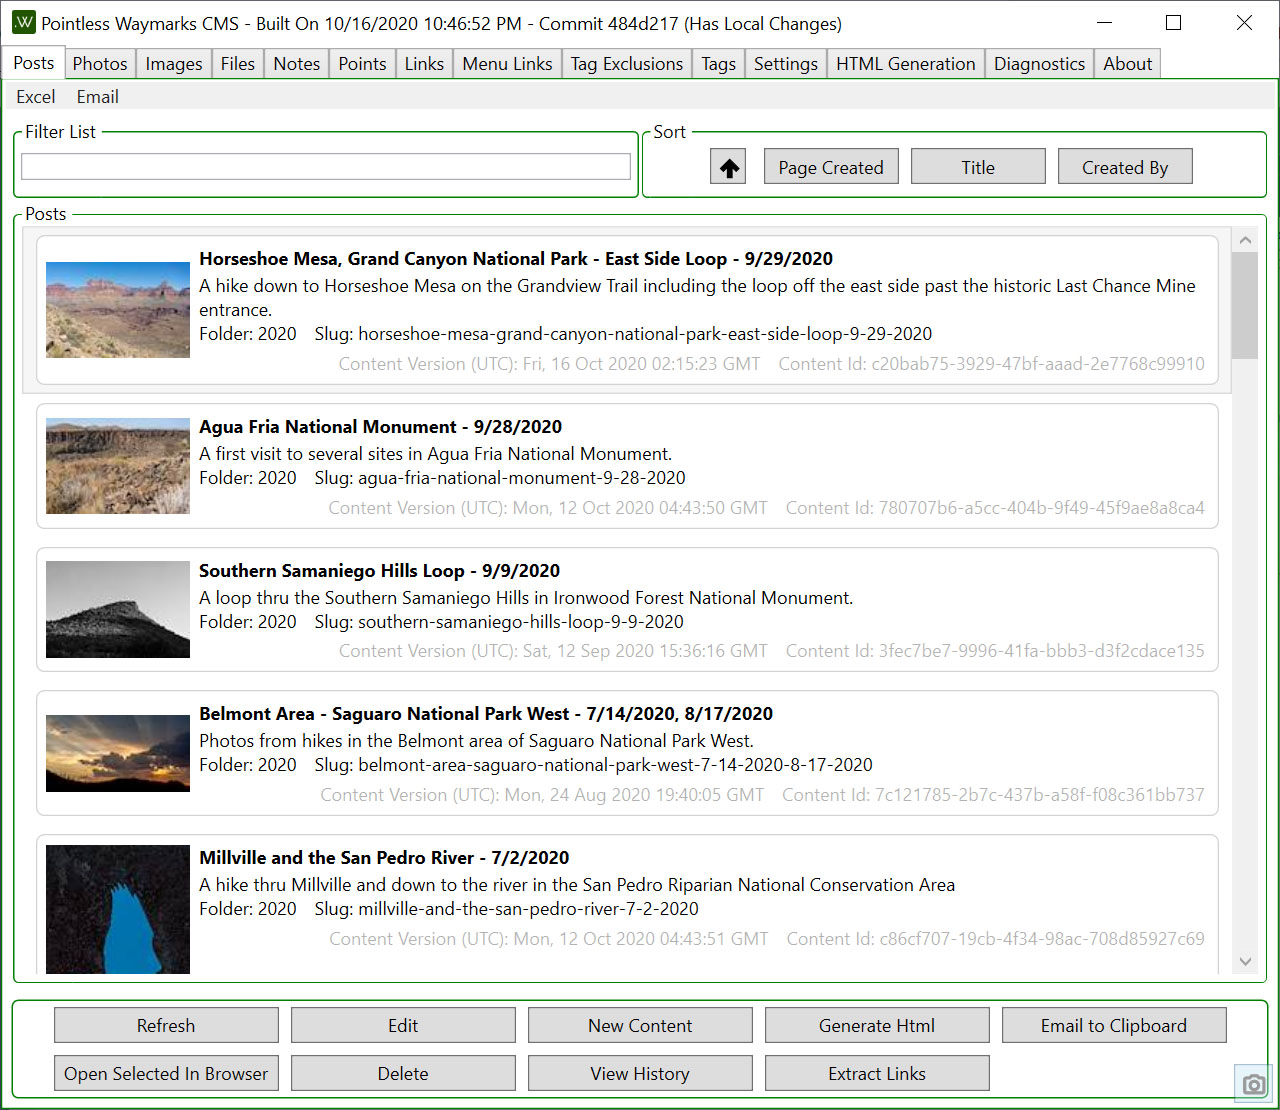 .W Pointless Waymarks CMS - Built On 10/16/2020 10:46:52 PM - Commit 484d217 (Has Local Changes)
Posts Photos Images Files Notes Points Links Menu Links Tag Exclusions Tags Settings HTML Generation Diagnostics About
Excel Email
Filter List
Sort
Page Created Title Created By
Posts
Horseshoe Mesa, Grand Canyon National Park - East Side Loop - 9/29/2020
A hike down to Horseshoe Mesa on the Grandview Trail including the loop off the east side past the historic Last Chance Mine
entrance.
Folder: 2020 Slug: horseshoe-mesa-grand-canyon-national-park-east-side-loop-9-29-2020
Content Version (UTC): Fri, 16 Oct 2020 02:15:23 GMT Content Id: c20bab75-3929-47bf-aaad-2e7768c99910
Agua Fria National Monument - 9/28/2020
A first visit to several sites in Agua Fria National Monument.
Folder: 2020 Slug: agua-fria-national-monument-9-28-2020
Content Version (UTC): Mon, 12 Oct 2020 04:43:50 GMT Content Id: 780707b6-a5cc-404b-9f49-45f9ae8a8ca4
Southern Samaniego Hills Loop - 9/9/2020
A loop thru the Southern Samaniego Hills in Ironwood Forest National Monument.
Folder: 2020 Slug: southern-samaniego-hills-loop-9-9-2020
Content Version (UTC): Sat, 12 Sep 2020 15:36:16 GMT Content Id: 3fec7be7-9996-41fa-bbb3-d3f2cdace135
Belmont Area - Saguaro National Park West - 7/14/2020, 8/17/2020
Photos from hikes in the Belmont area of Saguaro National Park West.
Folder: 2020 Slug: belmont-area-saguaro-national-park-west-7-14-2020-8-17-2020
Content Version (UTC): Mon, 24 Aug 2020 19:40:05 GMT Content Id: 7c121785-2b7c-437b-a58f-f08c361bb737
Millville and the San Pedro River - 7/2/2020
A hike thru Millville and down to the river in the San Pedro Riparian National Conservation Area
Folder: 2020 Slug: millville-and-the-san-pedro-river-7-2-2020
Content Version (UTC): Mon, 12 Oct 2020 04:43:51 GMT Content Id: c86cf707-19cb-4f34-98ac-708d85927c69
Refresh Edit New Content Generate Html Email to Clipboard
Open Selected In Browser Delete View History Extract Links